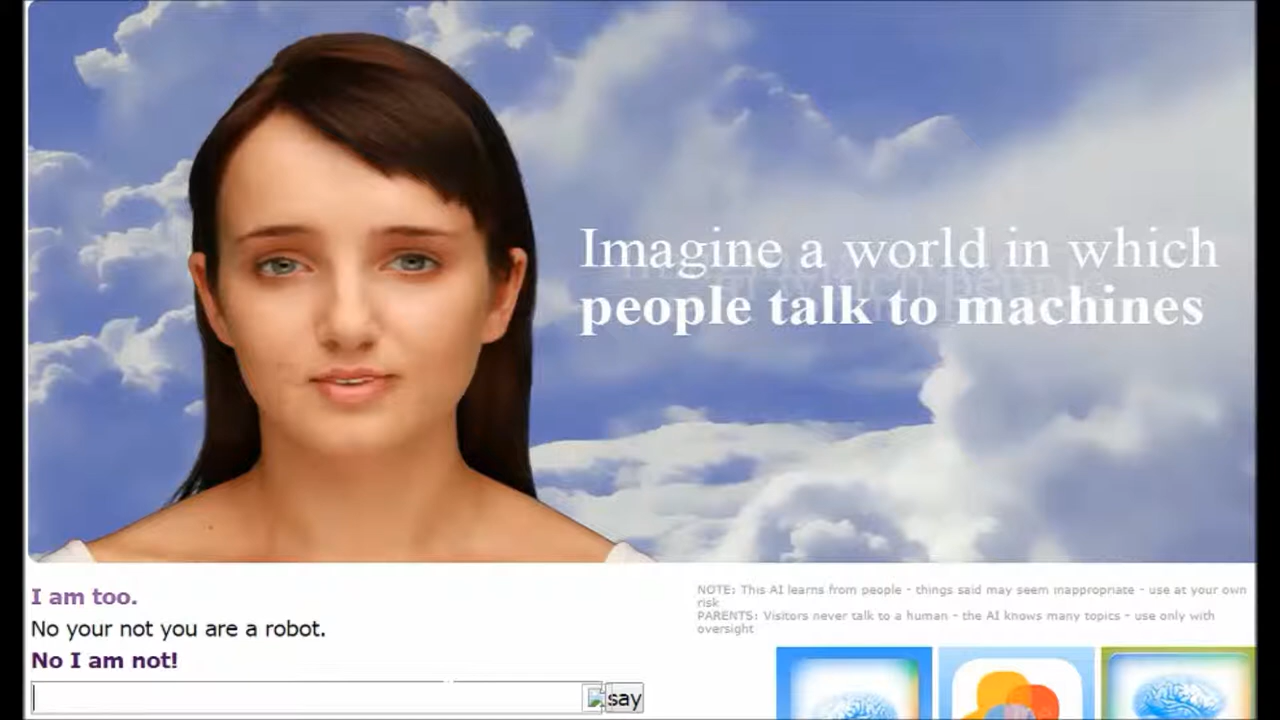 Imagine a world in which
people talk to machines
I am too.
No your not you are a robot.
No I am not!
say
NOTE: This AI learns from people - things said may seem inappropriate - use at your own
risk
PARENTS: Visitors never talk to a human - the AI knows many topics - use only with
oversight